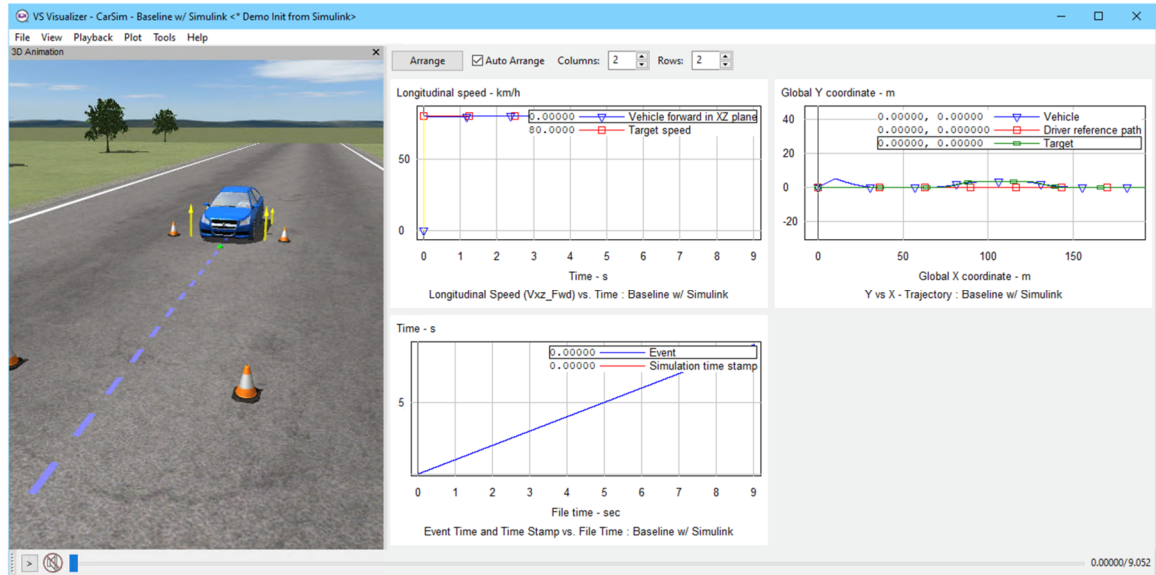 VS Visualizer - CarSim - Baseline w/ Simulink <* Demo Init from Simulink>
File View Playback Plot Tools Help
3D Animation
Arrange Auto Arrange Columns: 2 Rows: 2
Longitudinal speed - km/h
0.00000 Vehicle forward in XZ plane
80.0000 Target speed
50
0
0 1 2 3 4 5 6 7 8 9
Time - s
Longitudinal Speed (Vxz_Fwd) vs. Time : Baseline w/ Simulink
Global Y coordinate - m
0.00000, 0.00000 Vehicle
0.00000, 0.00000 Driver reference path
0.00000, 0.00000 Target
40
20
0
-20
0 50 100 150
Global X coordinate - m
Y vs X - Trajectory : Baseline w/ Simulink
Time - s
0.00000 Event
0.00000 Simulation time stamp
5
0 1 2 3 4 5 6 7 8 9
File time - sec
Event Time and Time Stamp vs. File Time : Baseline w/ Simulink
> 0.00000/9.052